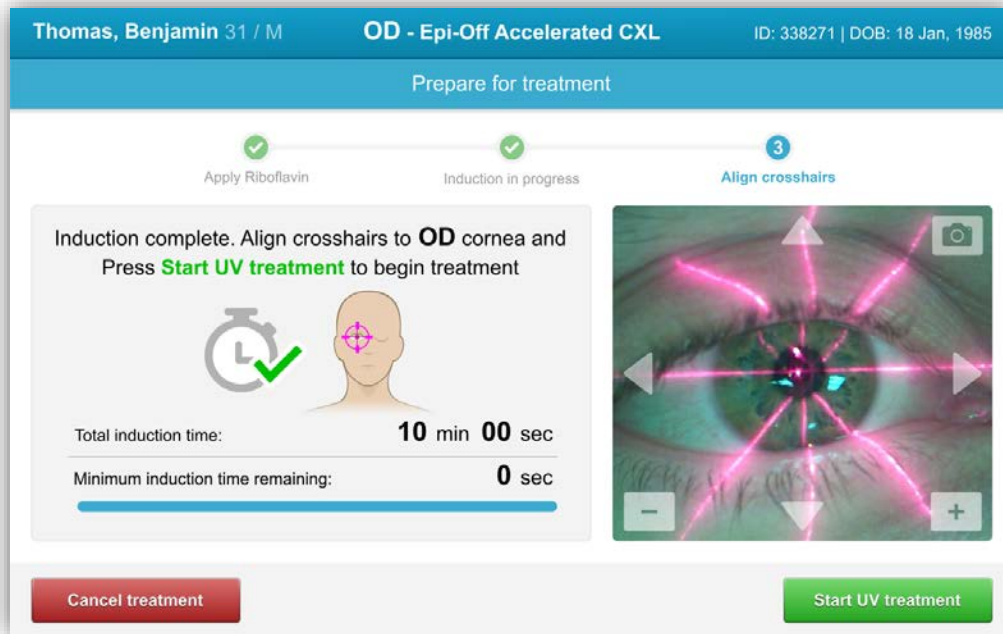 Thomas, Benjamin 31 / M
OD - Epi-Off Accelerated CXL
ID: 338271 | DOB: 18 Jan, 1985
Prepare for treatment
3
Apply Riboflavin
Induction in progress
Align crosshairs
Induction complete. Align crosshairs to OD cornea and
Press Start UV treatment to begin treatment
Total induction time: 10 min 00 sec
Minimum induction time remaining: 0 sec
Cancel treatment
Start UV treatment